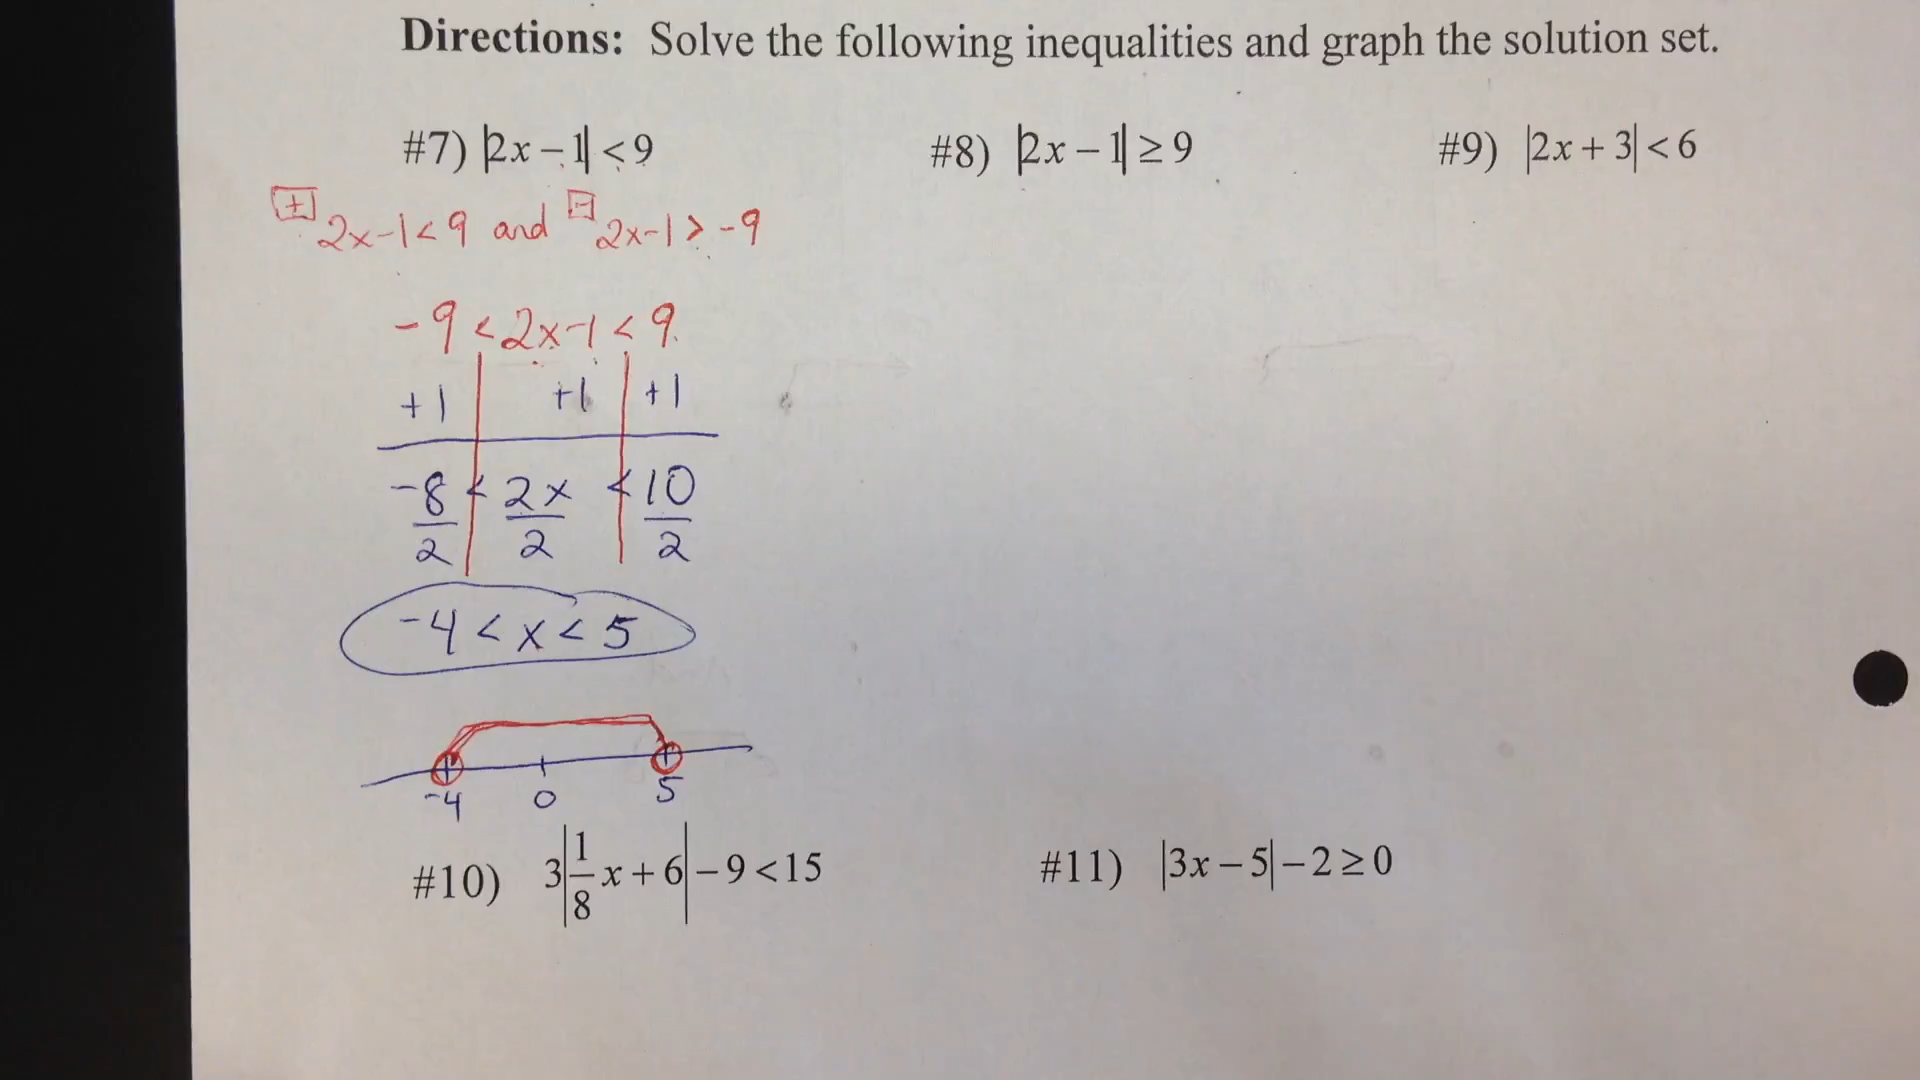 Directions: Solve the following inequalities and graph the solution set.
#7) |2x − 1| < 9
#8) |2x − 1| ≥ 9
#9) |2x + 3| < 6
+ 2x-1<9 and - 2x-1 > -9
-9 < 2x-1 < 9
+1 +1 +1
-8 < 2x < 10
2 2 2
-4 < x < 5
-4 0 5
#10) 3|1/8 x + 6| − 9 < 15
#11) |3x − 5| − 2 ≥ 0